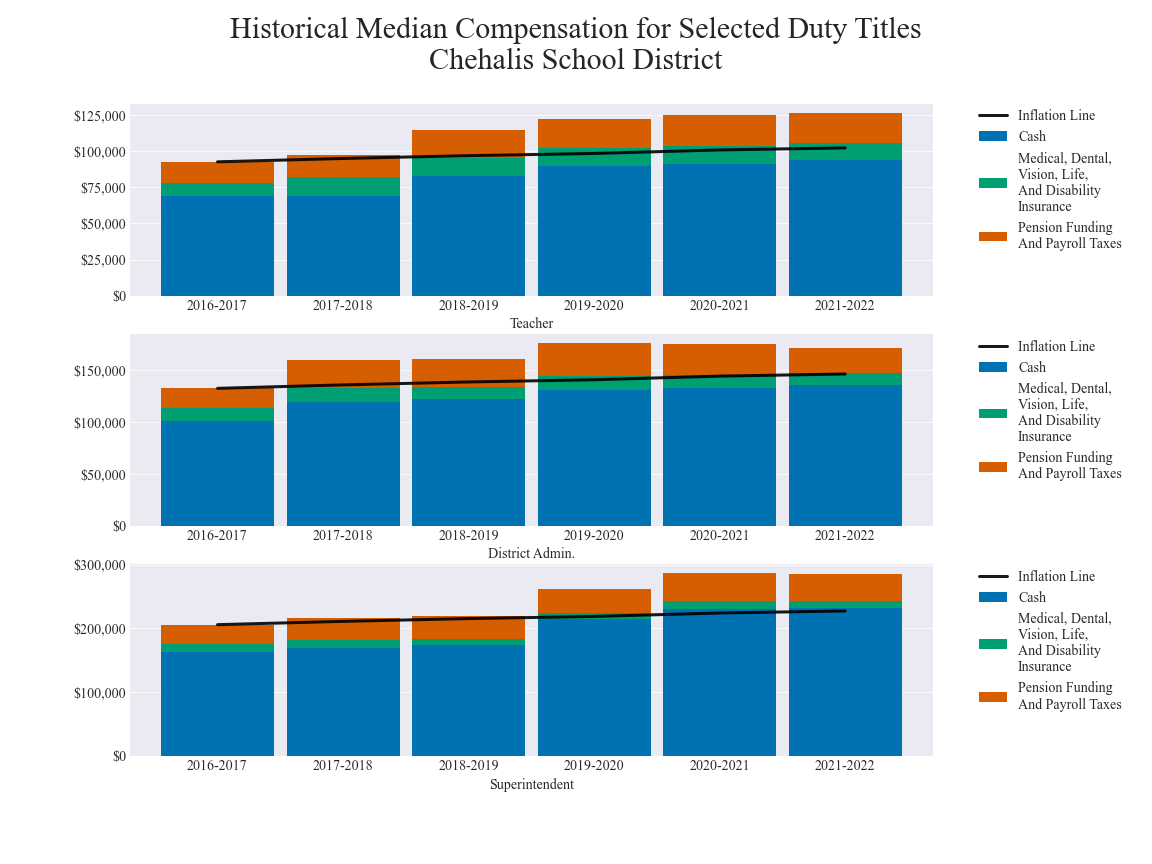 Historical Median Compensation for Selected Duty Titles
Chehalis School District
$125,000
$100,000
$75,000
$50,000
$25,000
$0
2016-2017 2017-2018 2018-2019 2019-2020 2020-2021 2021-2022
Teacher
Inflation Line
Cash
Medical, Dental,
Vision, Life,
And Disability
Insurance
Pension Funding
And Payroll Taxes
$150,000
$100,000
$50,000
$0
2016-2017 2017-2018 2018-2019 2019-2020 2020-2021 2021-2022
District Admin.
Inflation Line
Cash
Medical, Dental,
Vision, Life,
And Disability
Insurance
Pension Funding
And Payroll Taxes
$300,000
$200,000
$100,000
$0
2016-2017 2017-2018 2018-2019 2019-2020 2020-2021 2021-2022
Superintendent
Inflation Line
Cash
Medical, Dental,
Vision, Life,
And Disability
Insurance
Pension Funding
And Payroll Taxes